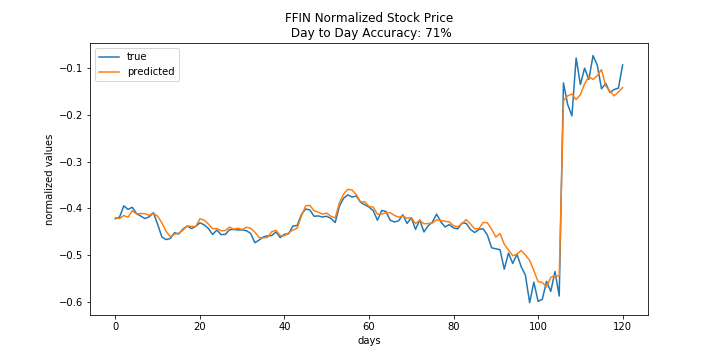 FFIN Normalized Stock Price
Day to Day Accuracy: 71%
true
predicted
normalized values
−0.1
−0.2
−0.3
−0.4
−0.5
−0.6
0
20
40
60
80
100
120
days